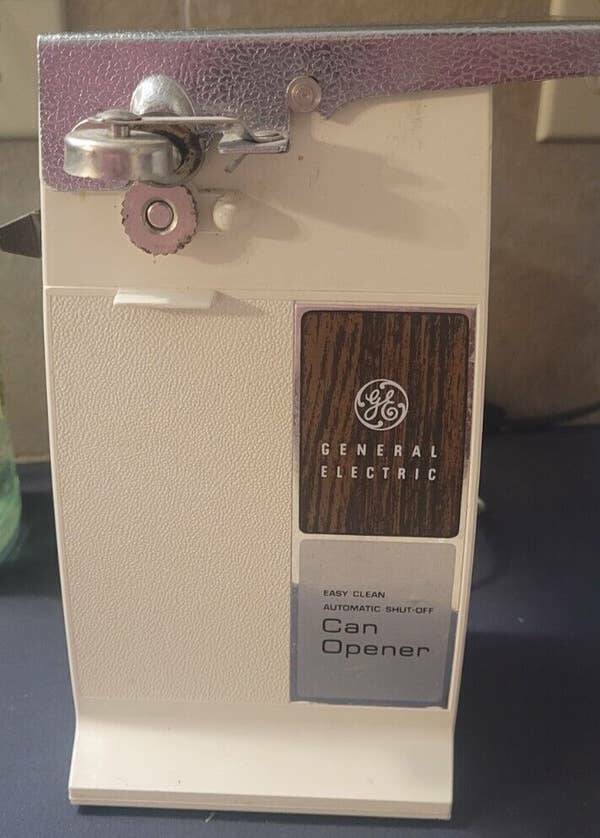 GE
GENERAL
ELECTRIC
EASY CLEAN
AUTOMATIC SHUT-OFF
Can
Opener